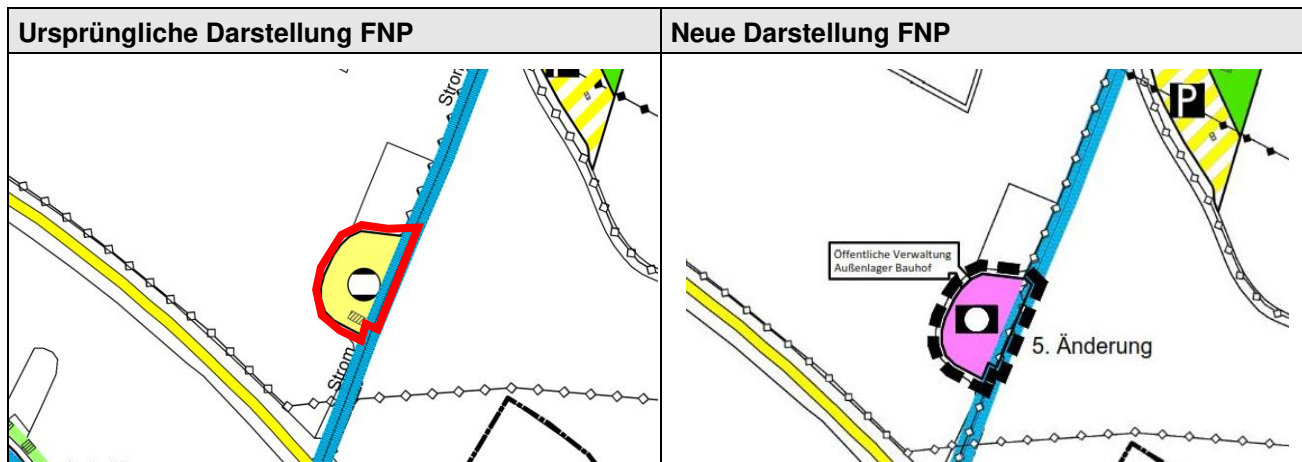 Ursprüngliche Darstellung FNP
Neue Darstellung FNP
Strom
Strom
P
Öffentliche Verwaltung
Außenlager Bauhof
5. Änderung